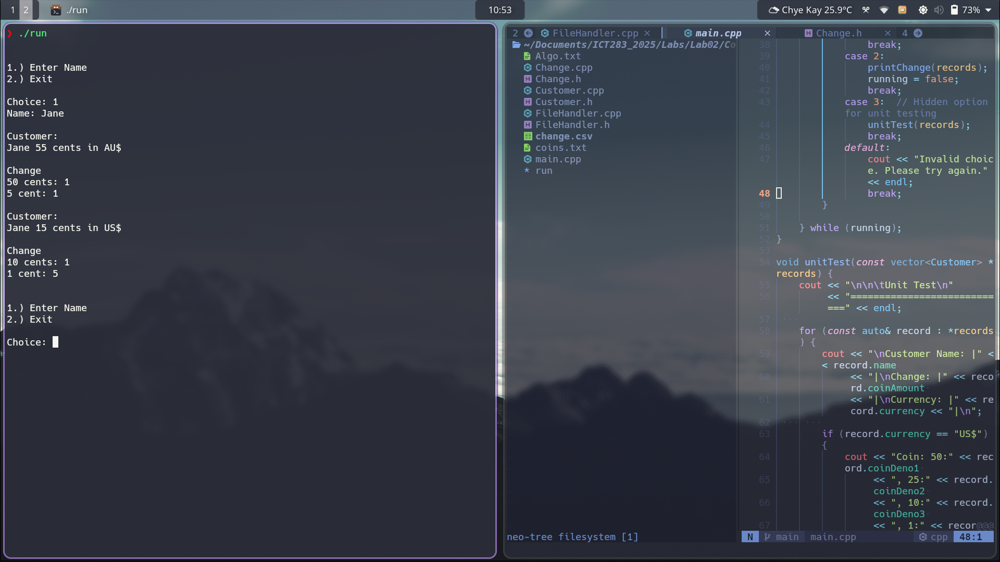 1 2 ./run 10:53 Chye Kay 25.9°C 73%
❯ ./run
1.) Enter Name
2.) Exit
Choice: 1
Name: Jane
Customer:
Jane 55 cents in AU$
Change
50 cents: 1
5 cent: 1
Customer:
Jane 15 cents in US$
Change
10 cents: 1
1 cent: 5
1.) Enter Name
2.) Exit
Choice:
2 FileHandler.cpp main.cpp Change.h 4
~/Documents/ICT283_2025/Labs/Lab02/Co
Algo.txt
Change.cpp
Change.h
Customer.cpp
Customer.h
FileHandler.cpp
FileHandler.h
change.csv
coins.txt
main.cpp
* run
neo-tree filesystem [1]
38 break;
39 case 2:
40 printChange(records);
41 running = false;
42 break;
43 case 3: // Hidden option
for unit testing
44 unitTest(records);
45 break;
46 default:
47 cout << "Invalid choic
e. Please try again."
<< endl;
48 break;
49 }
50
51 } while (running);
52 }
53
54 void unitTest(const vector<Customer> *
records) {
55 cout << "\n\n\tUnit Test\n"
56 << "=========================
===" << endl;
57
58 for (const auto& record : *records
) {
59 cout << "\nCustomer Name: |" <
< record.name
60 << "|\nChange: |" << reco
rd.coinAmount
61 << "|\nCurrency: |" << re
cord.currency << "|\n";
62
63 if (record.currency == "US$")
{
64 cout << "Coin: 50:" << rec
ord.coinDeno1
65 << ", 25:" << record.
coinDeno2
66 << ", 10:" << record.
coinDeno3
67 << ", 1:" << recor@@@
N main main.cpp cpp 48:1